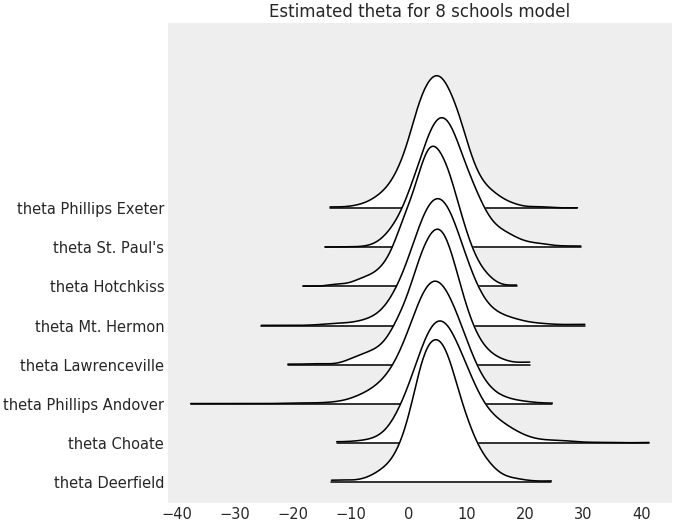 Estimated theta for 8 schools model
theta Phillips Exeter
theta St. Paul's
theta Hotchkiss
theta Mt. Hermon
theta Lawrenceville
theta Phillips Andover
theta Choate
theta Deerfield
−40 −30 −20 −10 0 10 20 30 40